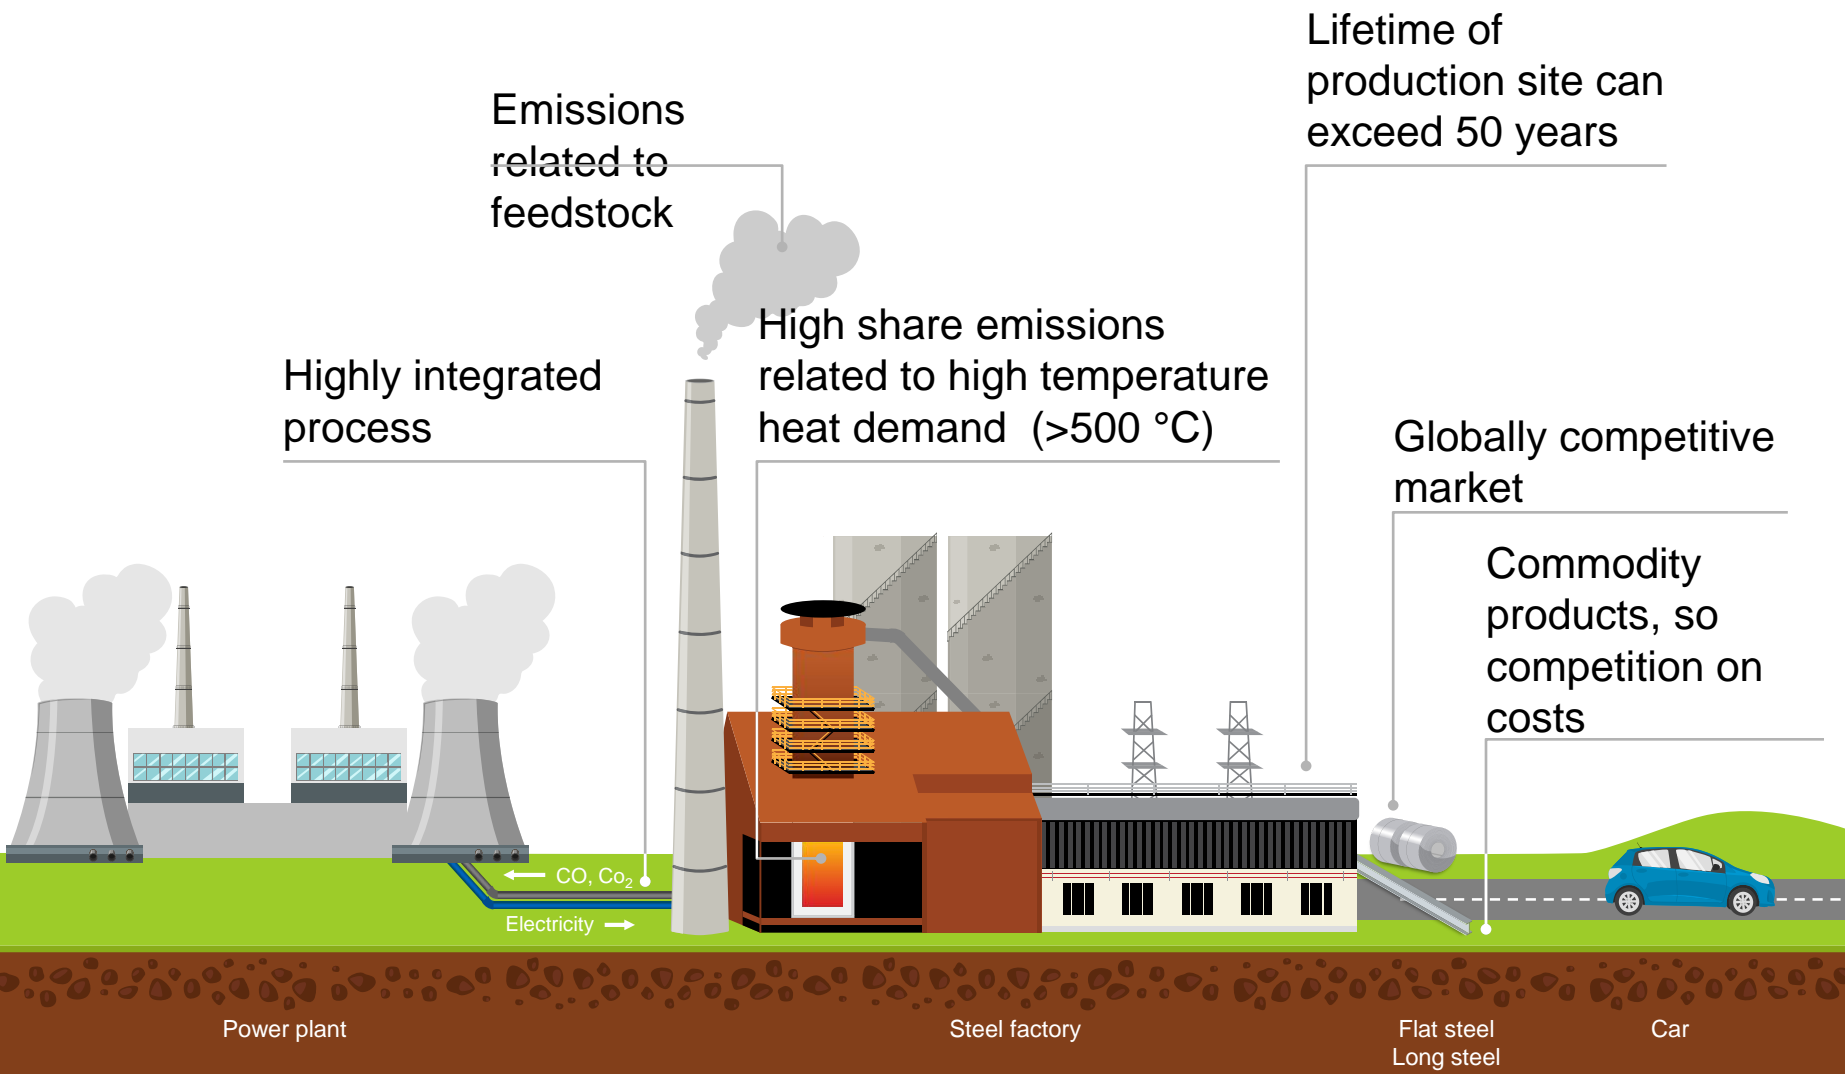 Lifetime of
production site can
exceed 50 years
Emissions
related to
feedstock
High share emissions
related to high temperature
heat demand  (>500 °C)
Highly integrated
process
Globally competitive
market
Commodity
products, so
competition on
costs
CO, Co₂
Electricity
Power plant
Steel factory
Flat steel
Long steel
Car